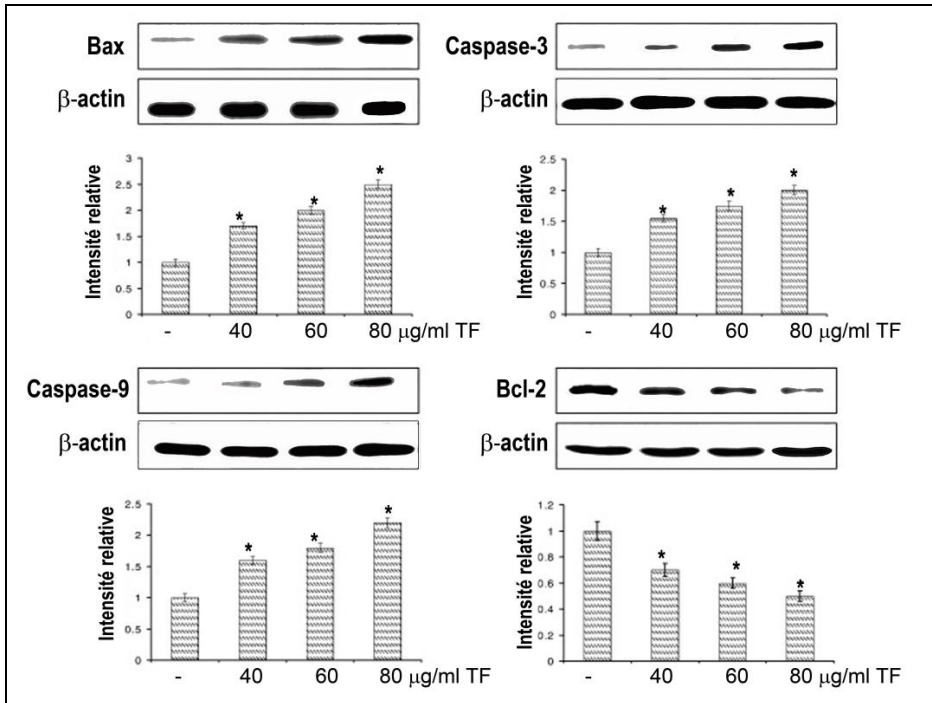 Bax
β-actin
Intensité relative
3
2.5
2
1.5
1
0.5
0
* * *
- 40 60 80 μg/ml TF
Caspase-3
β-actin
Intensité relative
2.5
2
1.5
1
0.5
0
* * *
- 40 60 80 μg/ml TF
Caspase-9
β-actin
Intensité relative
2.5
2
1.5
1
0.5
0
* * *
- 40 60 80 μg/ml TF
Bcl-2
β-actin
Intensité relative
1.2
1
0.8
0.6
0.4
0.2
0
* * *
- 40 60 80 μg/ml TF